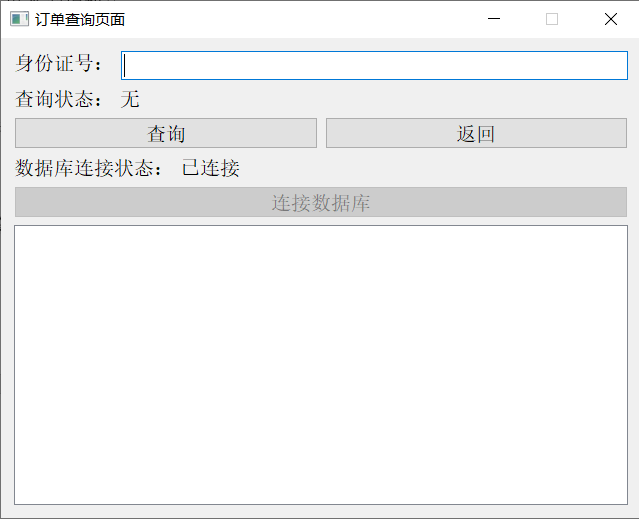 订单查询页面
身份证号：
查询状态： 无
查询 返回
数据库连接状态： 已连接
连接数据库